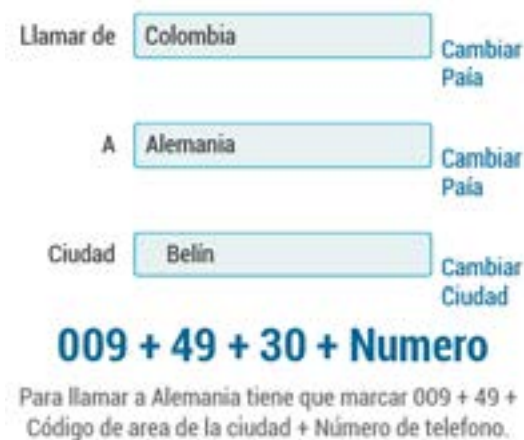 Llamar de Colombia
Cambiar
Paía
A Alemania
Cambiar
Paía
Ciudad Belín
Cambiar
Ciudad
009 + 49 + 30 + Numero
Para llamar a Alemania tiene que marcar 009 + 49 +
Código de area de la ciudad + Número de telefono.